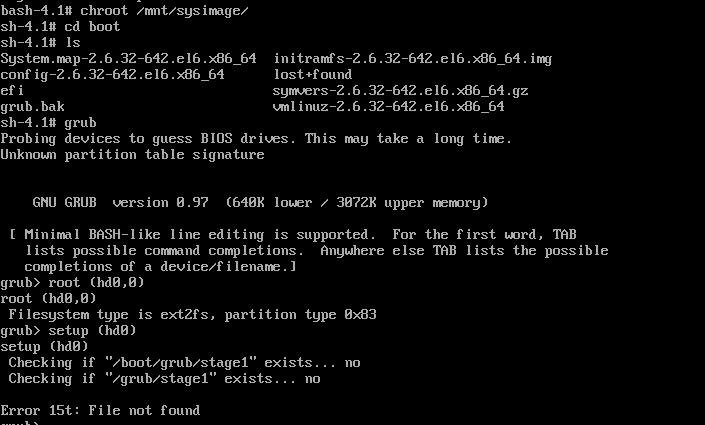 bash-4.1# chroot /mnt/sysimage/
sh-4.1# cd boot
sh-4.1# ls
System.map-2.6.32-642.el6.x86_64  initramfs-2.6.32-642.el6.x86_64.img
config-2.6.32-642.el6.x86_64      lost+found
efi                               symvers-2.6.32-642.el6.x86_64.gz
grub.bak                          vmlinuz-2.6.32-642.el6.x86_64
sh-4.1# grub
Probing devices to guess BIOS drives. This may take a long time.
Unknown partition table signature
GNU GRUB  version 0.97  (640K lower / 3072K upper memory)
[ Minimal BASH-like line editing is supported.  For the first word, TAB
lists possible command completions.  Anywhere else TAB lists the possible
completions of a device/filename.]
grub> root (hd0,0)
root (hd0,0)
Filesystem type is ext2fs, partition type 0x83
grub> setup (hd0)
setup (hd0)
Checking if "/boot/grub/stage1" exists... no
Checking if "/grub/stage1" exists... no
Error 15t: File not found